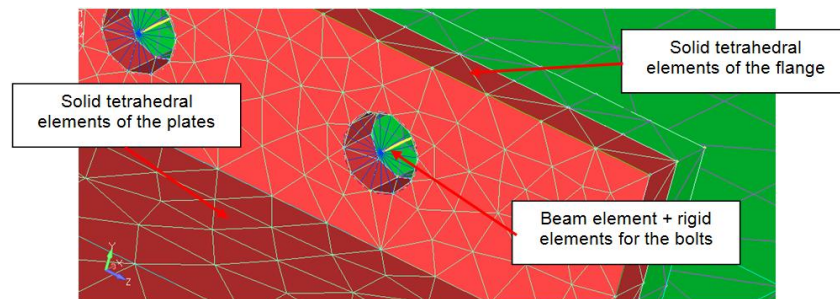 Solid tetrahedral
elements of the flange
Solid tetrahedral
elements of the plates
Beam element + rigid
elements for the bolts
Y
X
Z